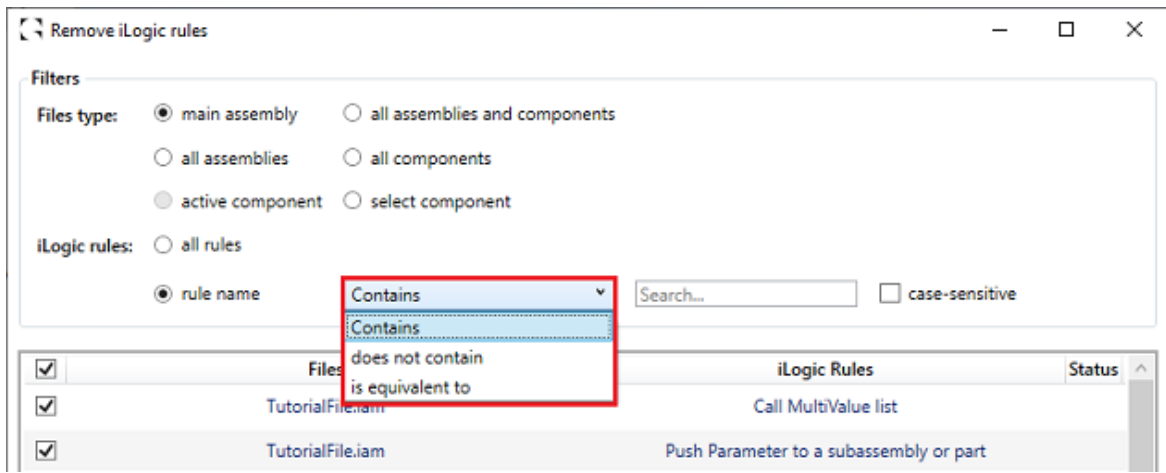 Remove iLogic rules
Filters
Files type: main assembly all assemblies and components
all assemblies all components
active component select component
iLogic rules: all rules
rule name Contains Search... case-sensitive
Contains
does not contain
is equivalent to
Files iLogic Rules Status
TutorialFile.iam Call MultiValue list
TutorialFile.iam Push Parameter to a subassembly or part